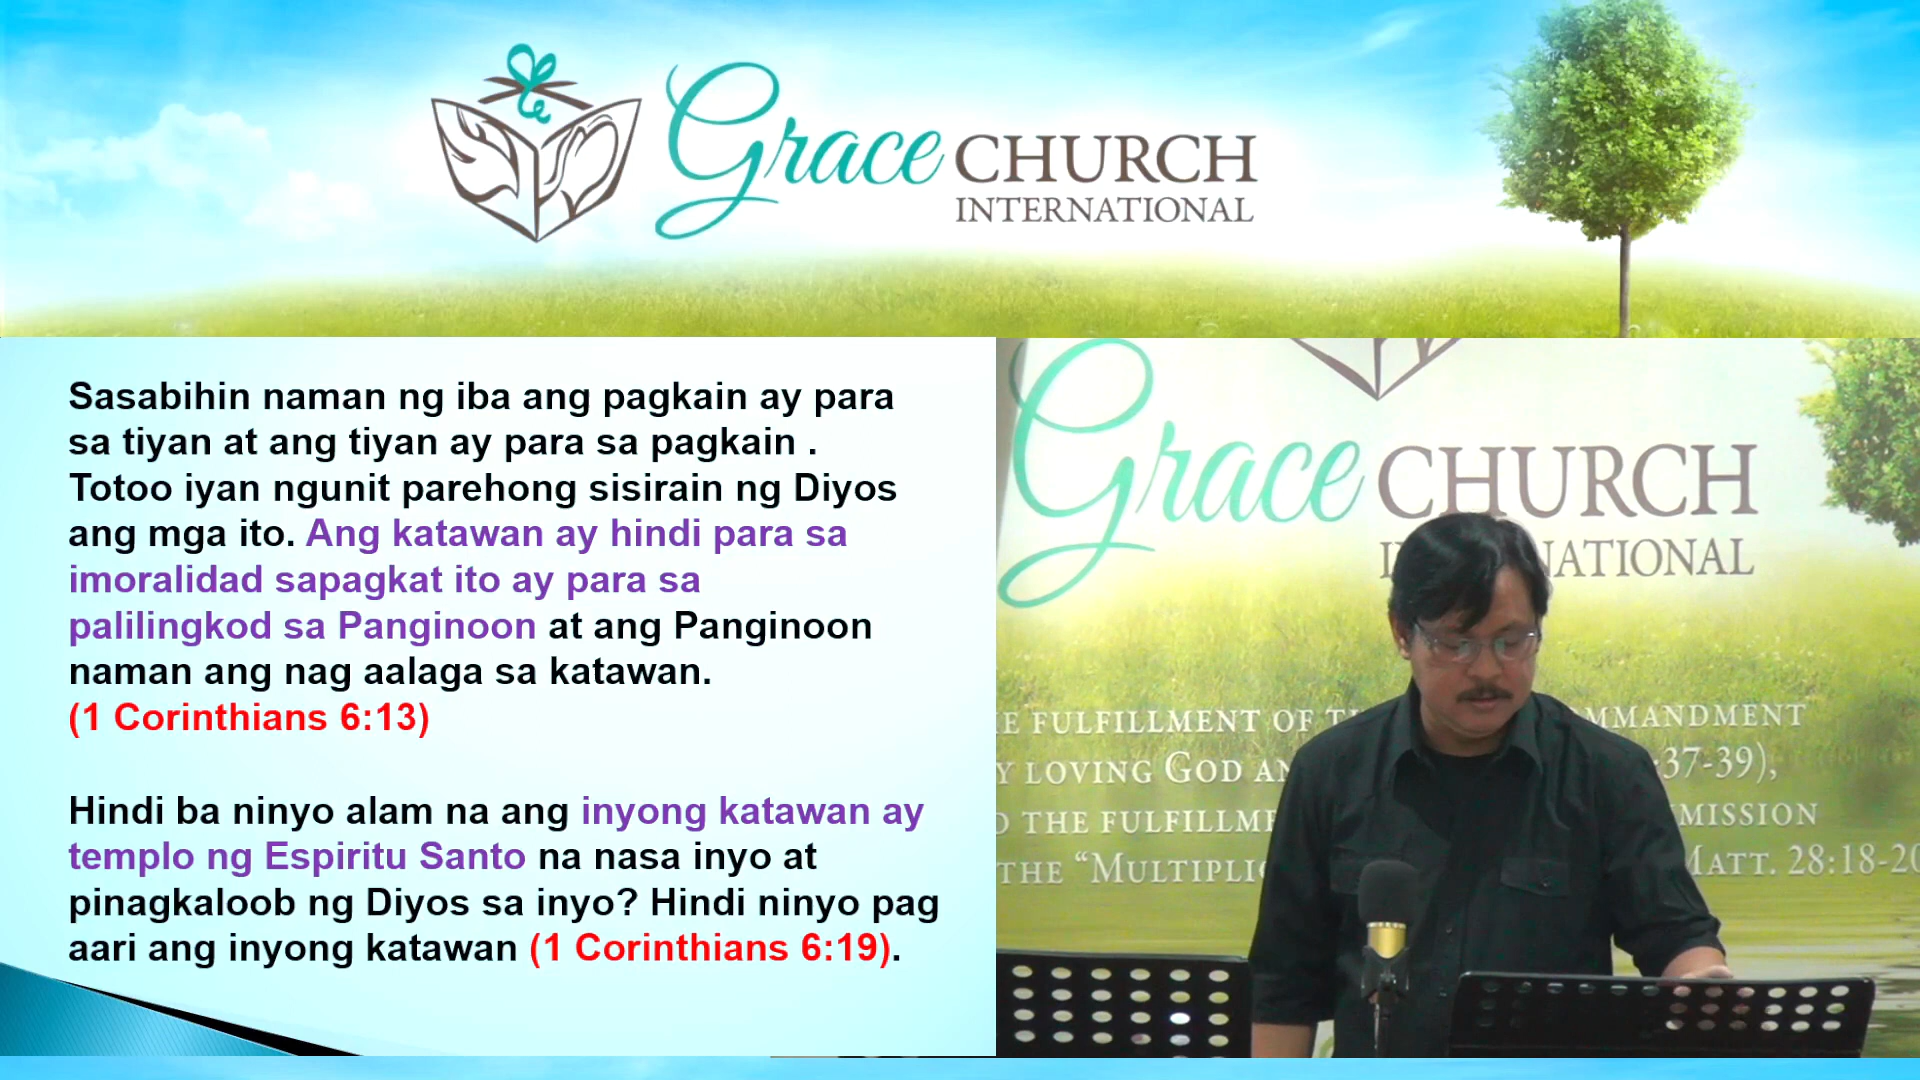 Grace CHURCH
INTERNATIONAL
Sasabihin naman ng iba ang pagkain ay para
sa tiyan at ang tiyan ay para sa pagkain .
Totoo iyan ngunit parehong sisirain ng Diyos
ang mga ito. Ang katawan ay hindi para sa
imoralidad sapagkat ito ay para sa
palilingkod sa Panginoon at ang Panginoon
naman ang nag aalaga sa katawan.
(1 Corinthians 6:13)
Hindi ba ninyo alam na ang inyong katawan ay
templo ng Espiritu Santo na nasa inyo at
pinagkaloob ng Diyos sa inyo? Hindi ninyo pag
aari ang inyong katawan (1 Corinthians 6:19).
Grace CHURCH
NATIONAL
FULFILLMENT OF MMANDMENT
LOVING GOD 37-39),
THE FULFILLME MISSION
THE “MULTIPLI MATT. 28:18-20